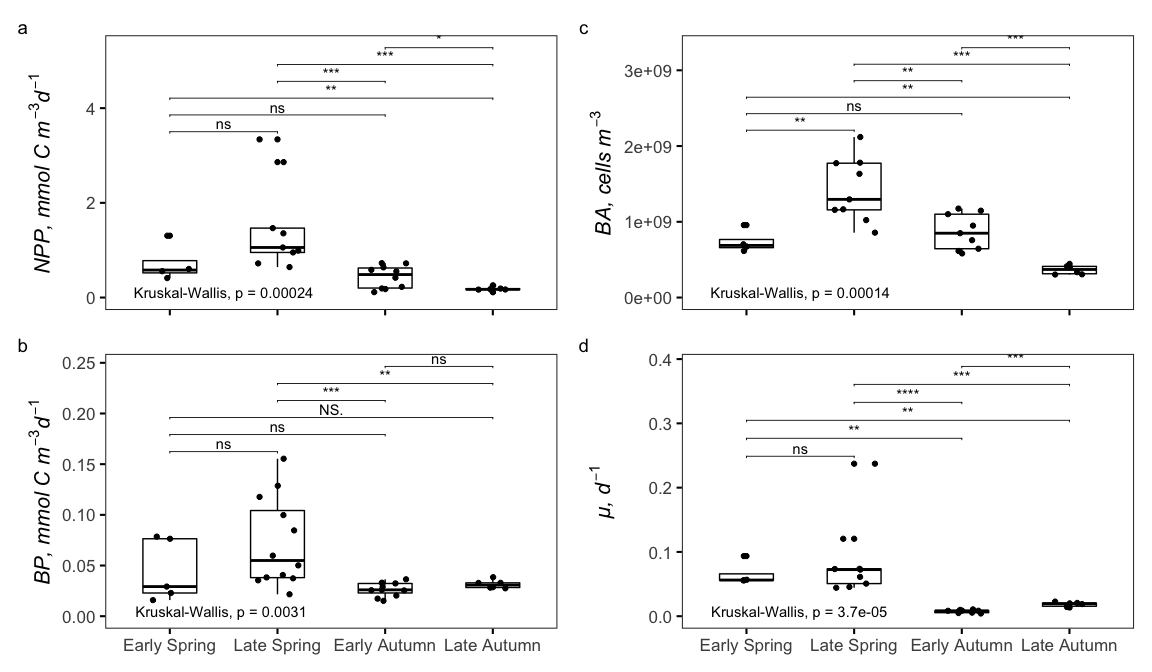 a
NPP, mmol C m⁻³d⁻¹
4
2
0
*
***
***
**
ns
ns
Kruskal-Wallis, p = 0.00024
c
BA, cells m⁻³
3e+09
2e+09
1e+09
0e+00
***
***
**
**
ns
**
Kruskal-Wallis, p = 0.00014
b
BP, mmol C m⁻³d⁻¹
0.25
0.20
0.15
0.10
0.05
0.00
ns
**
***
NS.
ns
ns
Kruskal-Wallis, p = 0.0031
Early Spring Late Spring Early Autumn Late Autumn
d
µ, d⁻¹
0.4
0.3
0.2
0.1
0.0
***
***
****
**
**
ns
Kruskal-Wallis, p = 3.7e-05
Early Spring Late Spring Early Autumn Late Autumn